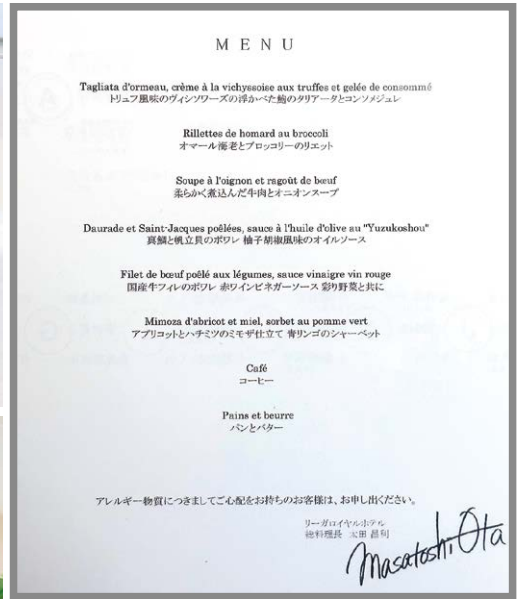 MENU
Tagliata d'ormeau, crème à la vichyssoise aux truffes et gelée de consommé
トリュフ風味のヴィシソワーズの浮かべた鮑のタリアータとコンソメジュレ
Rillettes de homard au broccoli
オマール海老とブロッコリーのリエット
Soupe à l'oignon et ragoût de bœuf
柔らかく煮込んだ牛肉とオニオンスープ
Daurade et Saint-Jacques poêlées, sauce à l'huile d'olive au "Yuzukoshou"
真鯛と帆立貝のポワレ 柚子胡椒風味のオイルソース
Filet de bœuf poêlé aux légumes, sauce vinaigre vin rouge
国産牛フィレのポワレ 赤ワインビネガーソース 彩り野菜と共に
Mimoza d'abricot et miel, sorbet au pomme vert
アプリコットとハチミツのミモザ仕立て 青リンゴのシャーベット
Café
コーヒー
Pains et beurre
パンとバター
アレルギー物質につきましてご心配をお持ちのお客様は、お申し出ください。
リーガロイヤルホテル
総料理長 太田 昌利
Masatoshi Ota